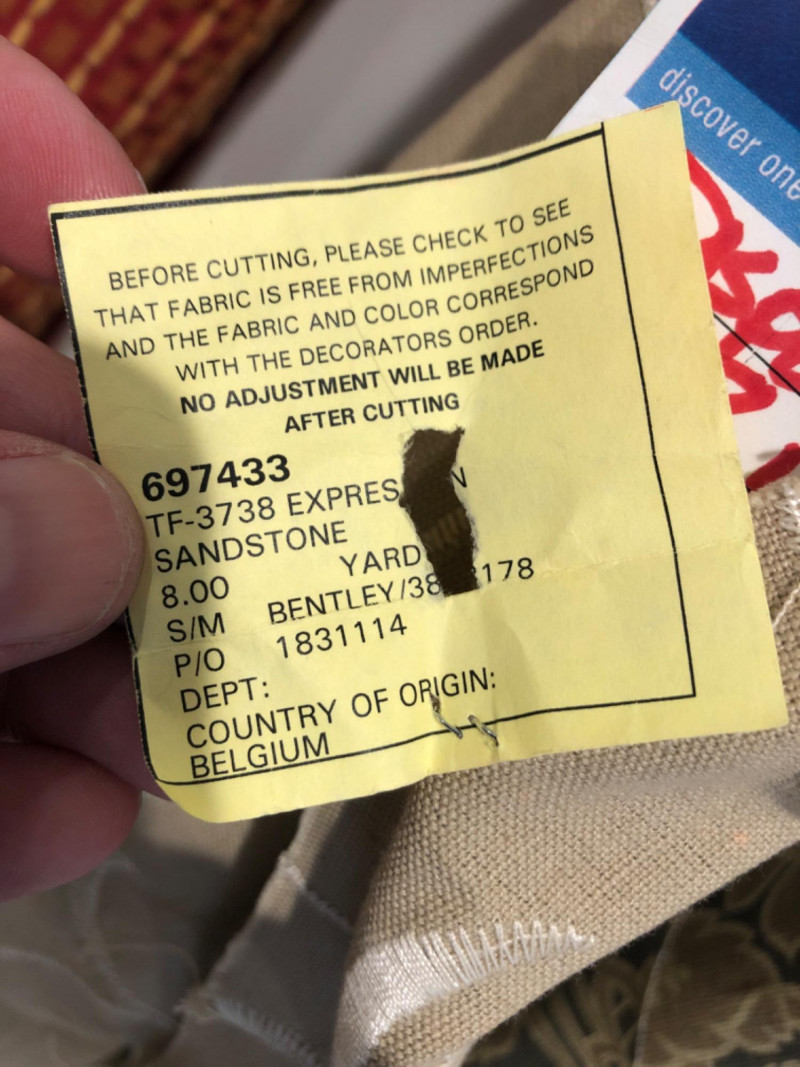 BEFORE CUTTING, PLEASE CHECK TO SEE
THAT FABRIC IS FREE FROM IMPERFECTIONS
AND THE FABRIC AND COLOR CORRESPOND
WITH THE DECORATORS ORDER.
NO ADJUSTMENT WILL BE MADE
AFTER CUTTING
697433
TF-3738
SANDSTONE
8.00 YARD
S/M BENTLEY/38 178
P/O 1831114
DEPT:
COUNTRY OF ORIGIN:
BELGIUM
discover one